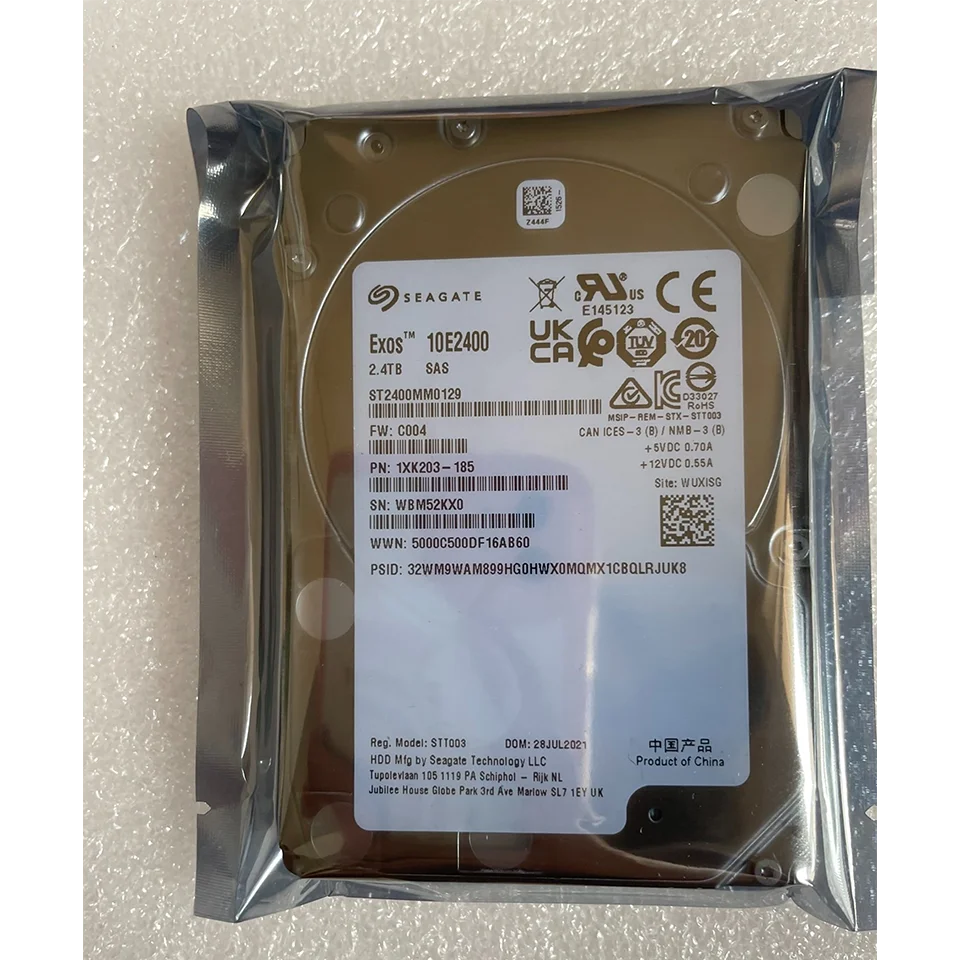 Z444F
IS26-
SEAGATE
Exos™ 10E2400
2.4TB SAS
ST2400MM0129
FW: C004
PN: 1XK203-185
SN: WBM52KX0
WWN: 5000C500DF16AB60
PSID: 32WM9WAM899HG0HWX0MQMX1CBQLRJUK8
c RU ® US
E145123
CE
UK
CA
TÜV
20
D33027
RoHS
MSIP-REM-STX-STT003
CAN ICES-3 (B) / NMB-3 (B)
+5VDC 0.70A
+12VDC 0.55A
Site: WUXISG
Reg. Model: STT003 DOM: 28JUL2021
HDD Mfg by Seagate Technology LLC
Tupolevlaan 105 1119 PA Schiphol - Rijk NL
Jubilee House Globe Park 3rd Ave Marlow SL7 1EY UK
中国产品
Product of China